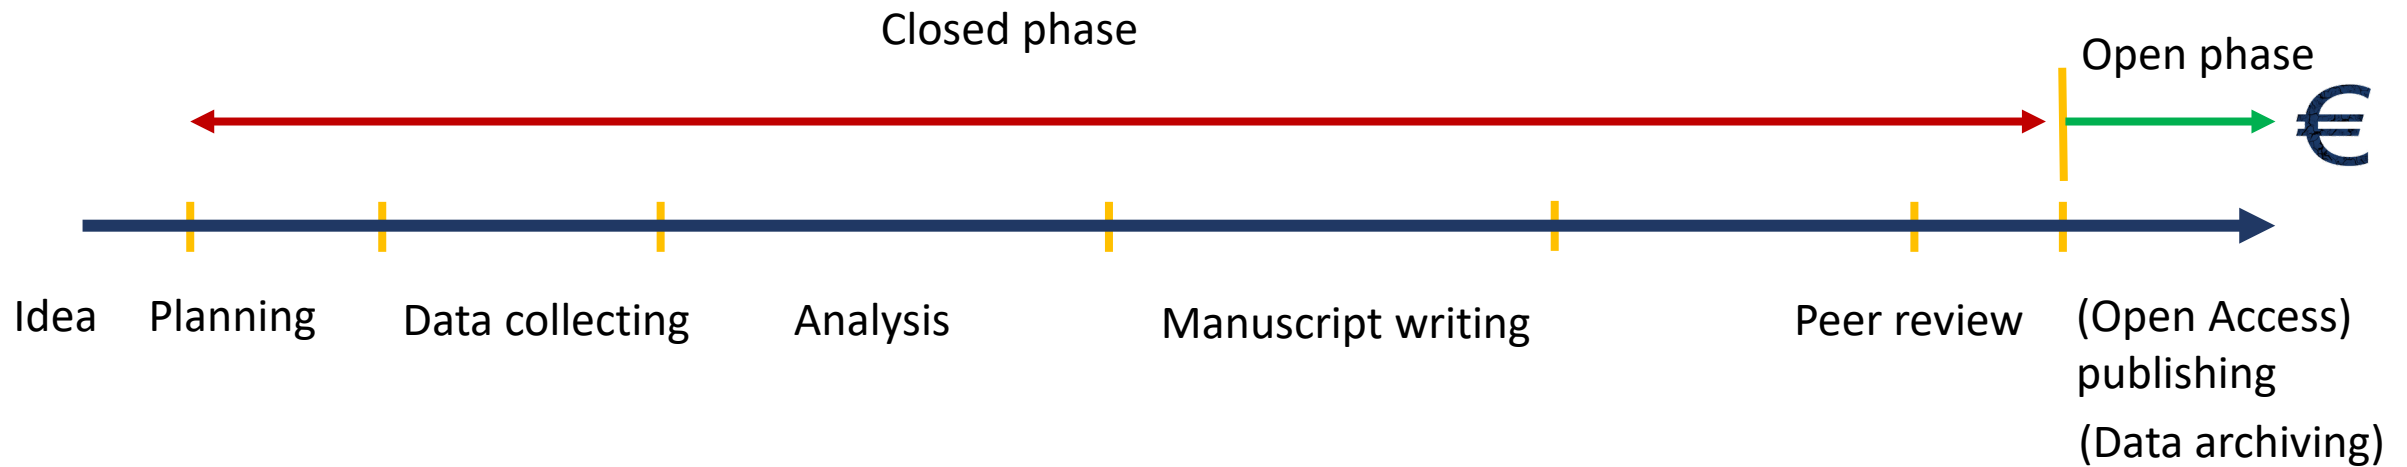 Closed phase
Open phase
€
Idea
Planning
Data collecting
Analysis
Manuscript writing
Peer review
(Open Access)
publishing
(Data archiving)